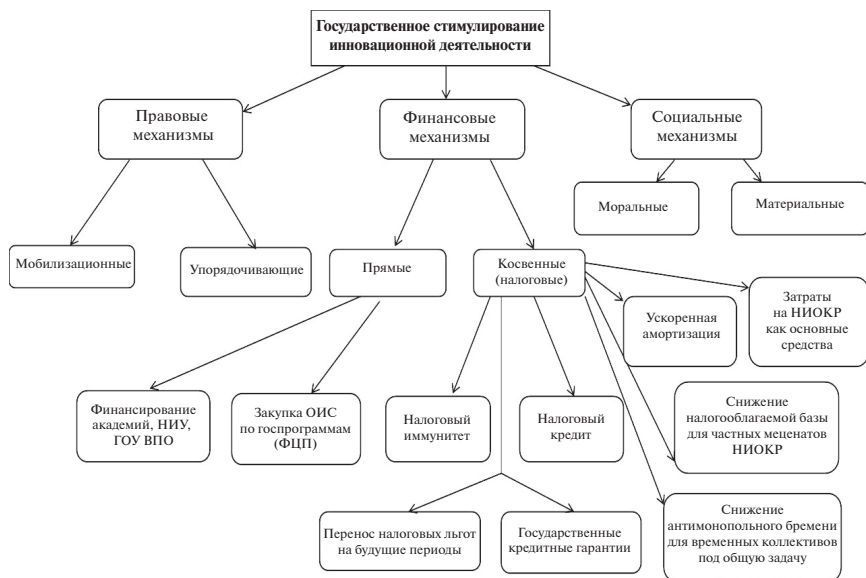 Государственное стимулирование
инновационной деятельности
Правовые
механизмы
Финансовые
механизмы
Социальные
механизмы
Моральные
Материальные
Мобилизационные
Упорядочивающие
Прямые
Косвенные
(налоговые)
Ускоренная
амортизация
Затраты
на НИОКР
как основные
средства
Финансирование
академий, НИУ,
ГОУ ВПО
Закупка ОИС
по госпрограммам
(ФЦП)
Налоговый
иммунитет
Налоговый
кредит
Снижение
налогооблагаемой базы
для частных меценатов
НИОКР
Перенос налоговых льгот
на будущие периоды
Государственные
кредитные гарантии
Снижение
антимонопольного бремени
для временных коллективов
под общую задачу